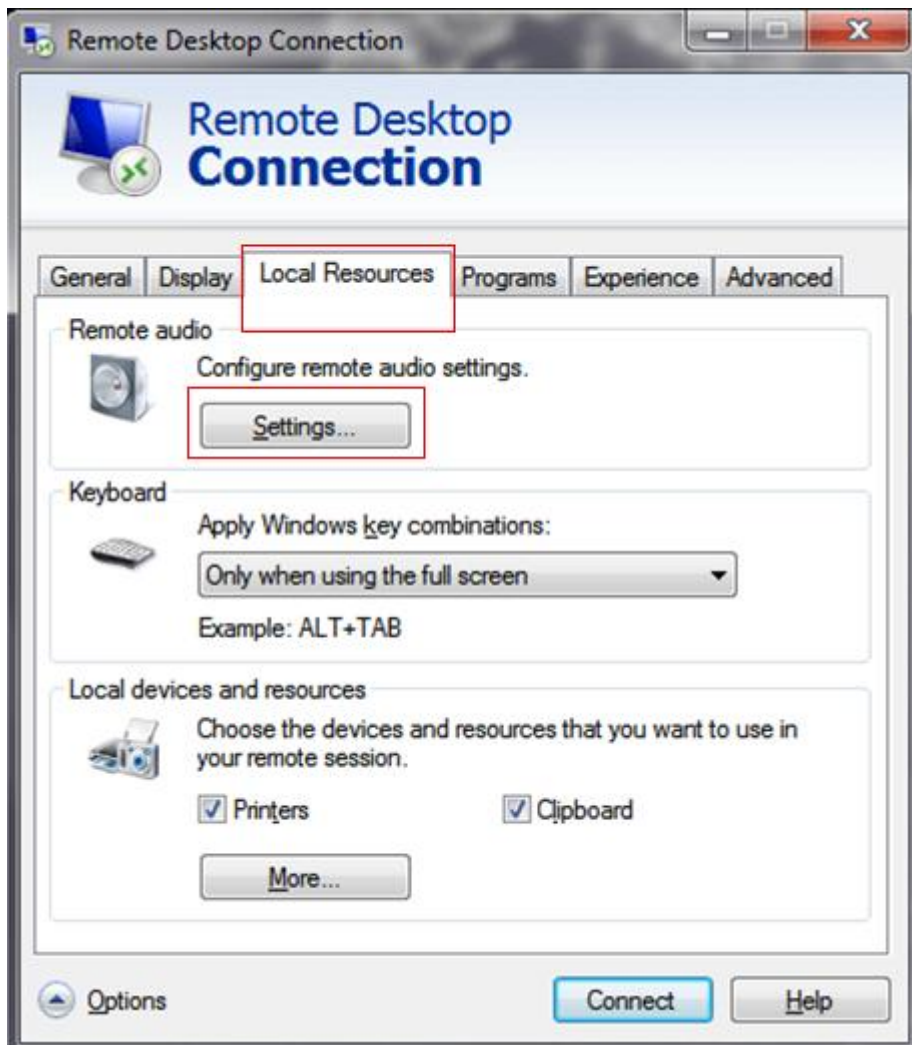 Remote Desktop Connection
Remote Desktop
Connection
General Display Local Resources Programs Experience Advanced
Remote audio
Configure remote audio settings.
Settings...
Keyboard
Apply Windows key combinations:
Only when using the full screen
Example: ALT+TAB
Local devices and resources
Choose the devices and resources that you want to use in
your remote session.
Printers Clipboard
More...
Options Connect Help